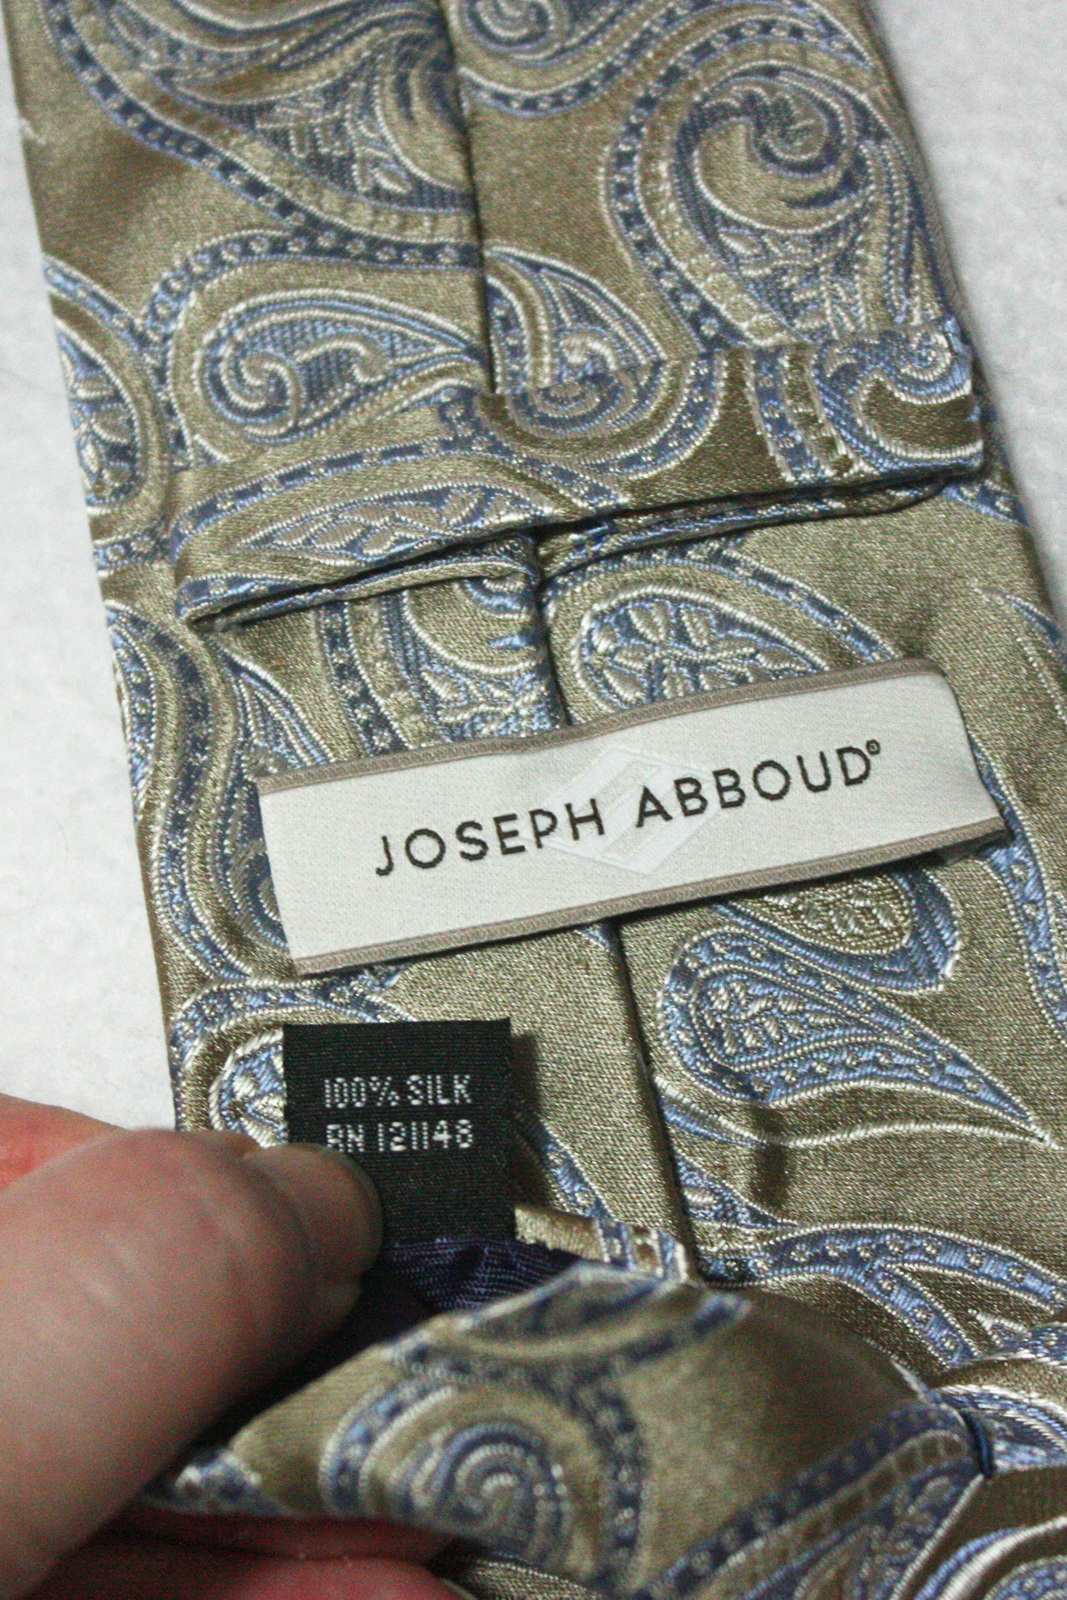 JOSEPH ABBOUD®
100% SILK
RN 121148